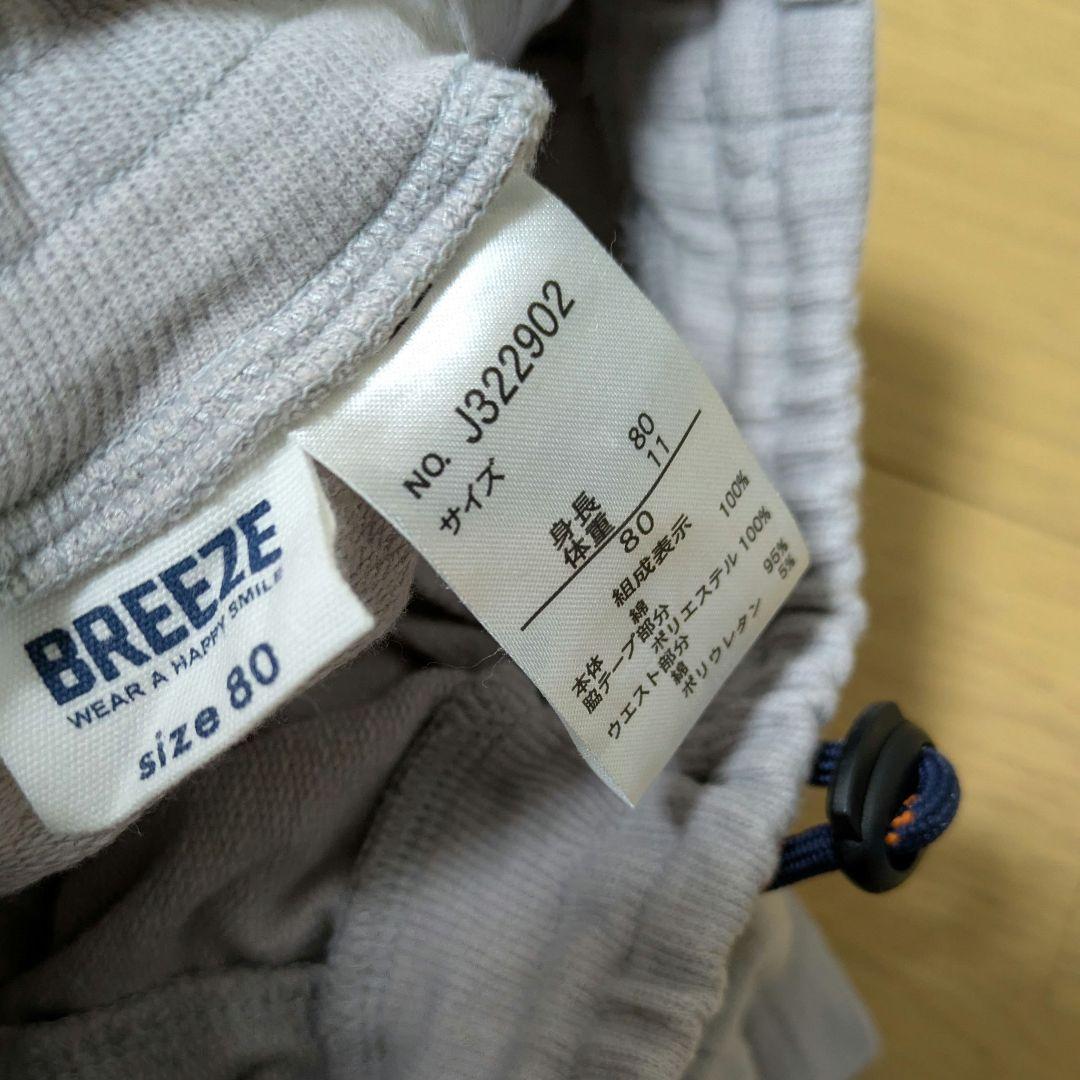 BREEZE
WEAR A HAPPY SMILE
size 80
NO. J322902
サイズ
身長 80
体重 11
80
組成表示
本体 綿 100%
脇テープ部分 ポリエステル 100%
ウエスト部分
綿 95%
ポリウレタン 5%